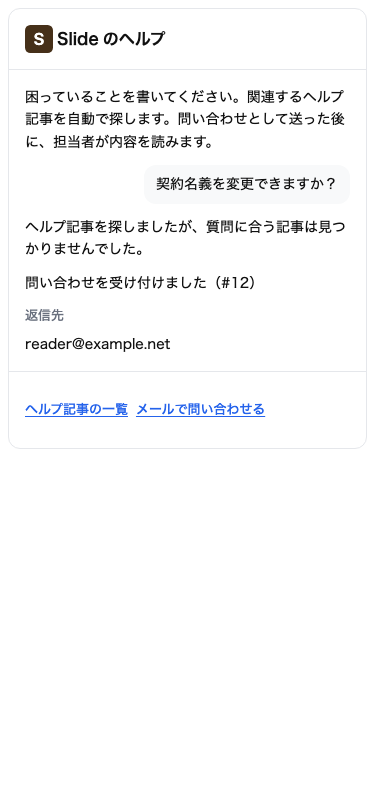 S Slide のヘルプ
困っていることを書いてください。関連するヘルプ
記事を自動で探します。問い合わせとして送った後
に、担当者が内容を読みます。
契約名義を変更できますか？
ヘルプ記事を探しましたが、質問に合う記事は見つ
かりませんでした。
問い合わせを受け付けました（#12）
返信先
reader@example.net
ヘルプ記事の一覧 メールで問い合わせる